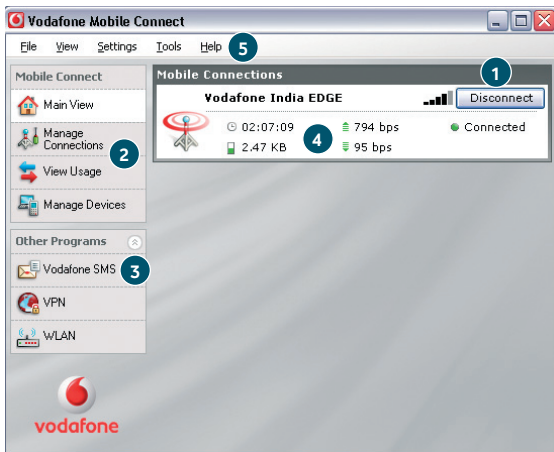 Vodafone Mobile Connect
File View Settings Tools Help 5
Mobile Connect
Main View
Manage
Connections
2
View Usage
Manage Devices
Other Programs
Vodafone SMS 3
VPN
WLAN
vodafone
Mobile Connections
1
Vodafone India EDGE Disconnect
02:07:09 794 bps Connected
4
2.47 KB 95 bps